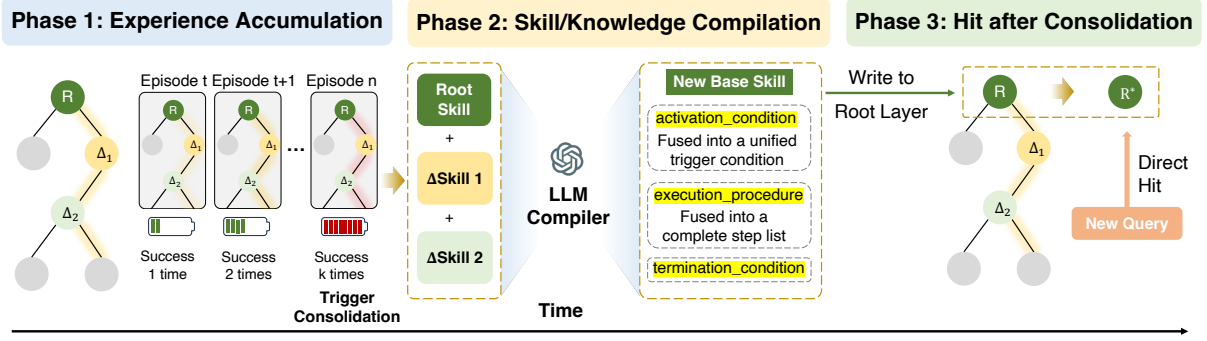 Phase 1: Experience Accumulation
Phase 2: Skill/Knowledge Compilation
Phase 3: Hit after Consolidation
R
Δ1
Δ2
Episode t
Episode t+1
Episode n
R
Δ1
Δ2
R
Δ1
Δ2
...
R
Δ1
Δ2
Success
1 time
Success
2 times
Success
k times
Trigger
Consolidation
Root
Skill
+
ΔSkill 1
+
ΔSkill 2
LLM
Compiler
New Base Skill
activation_condition
Fused into a unified
trigger condition
execution_procedure
Fused into a
complete step list
termination_condition
Write to
Root Layer
R
R*
Δ1
Δ2
Direct
Hit
New Query
Time